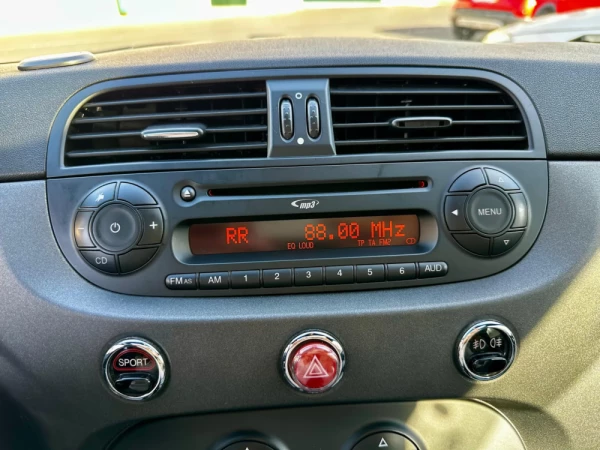 mp3
RR 88.00 MHz
EQ LOUD TP TA FM2 CD
+
CD
MENU
FM AS AM 1 2 3 4 5 6 AUD
SPORT